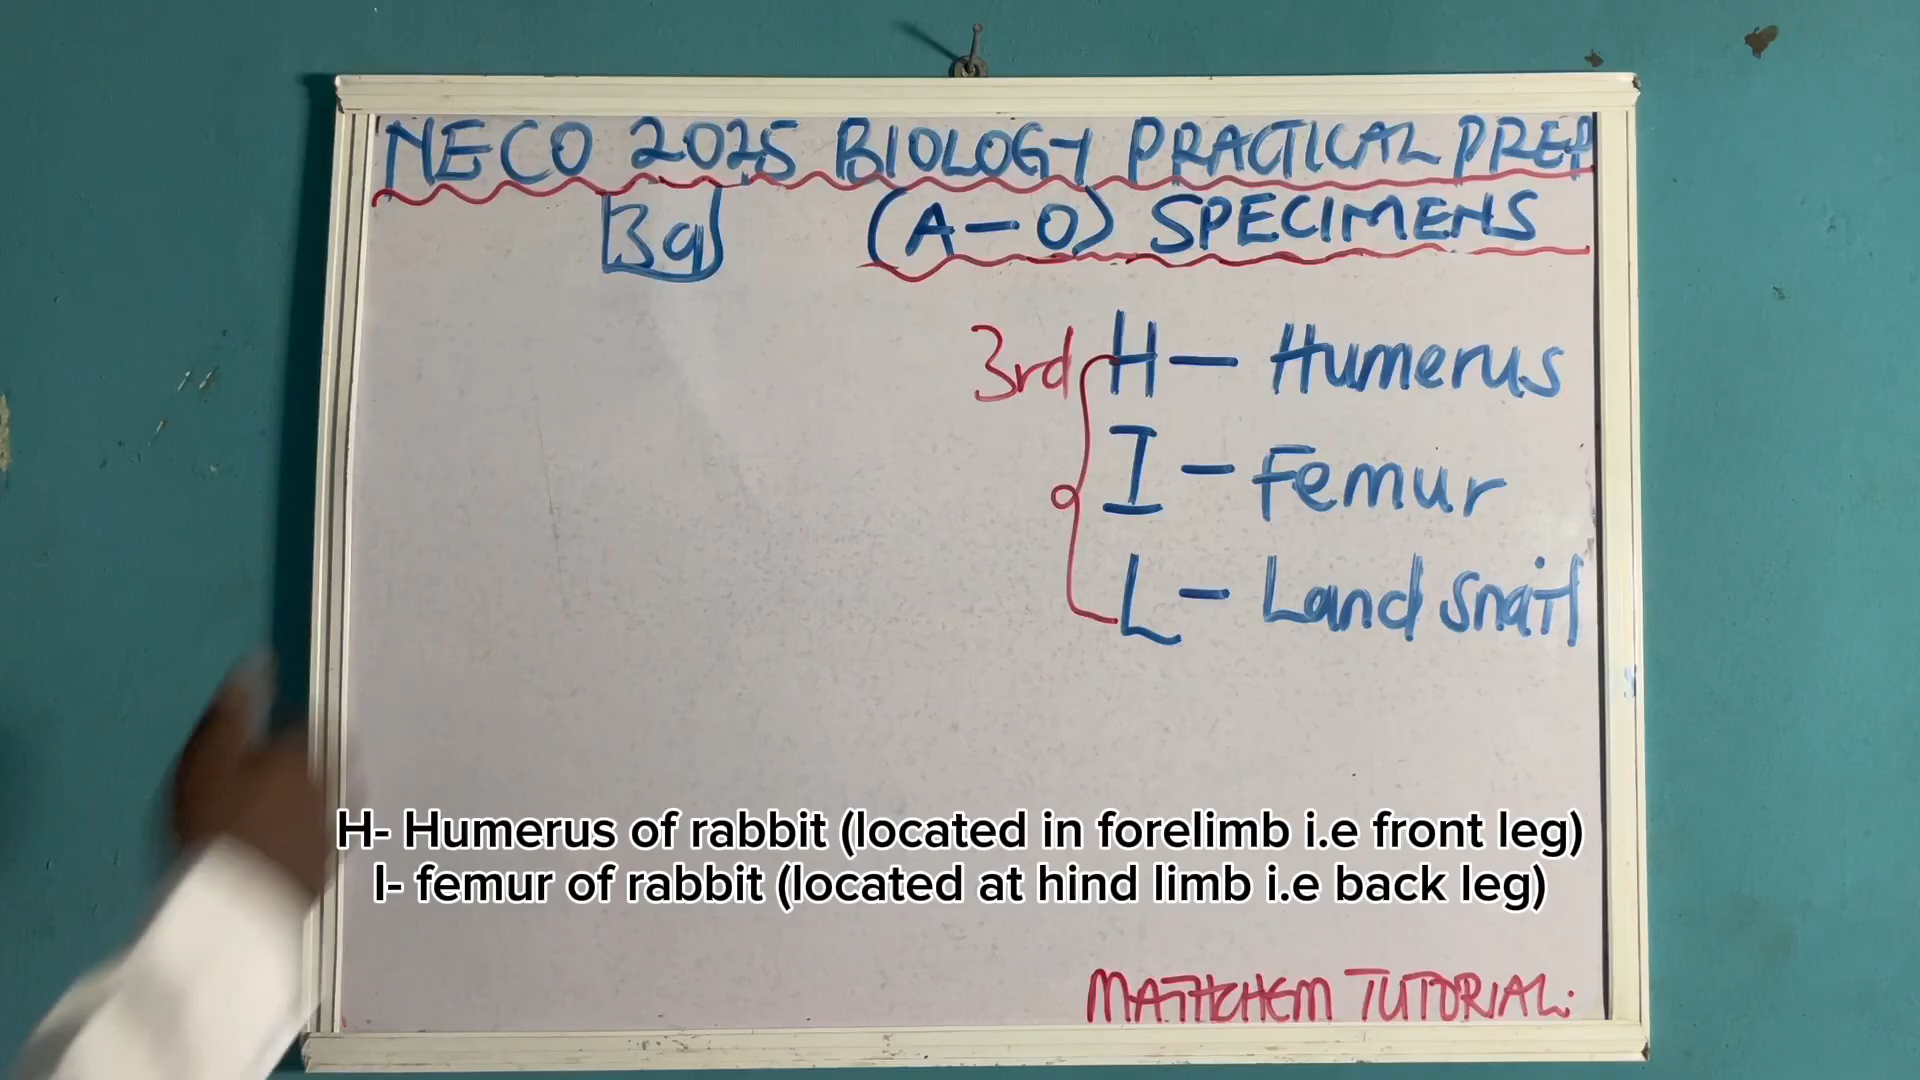 NECO 2025 BIOLOGY PRACTICAL PREP
3a (A-O) SPECIMENS
3rd H - Humerus
I - Femur
L - Land Snail
H- Humerus of rabbit (located in forelimb i.e front leg)
I- femur of rabbit (located at hind limb i.e back leg)
MATHCHEM TUTORIAL.